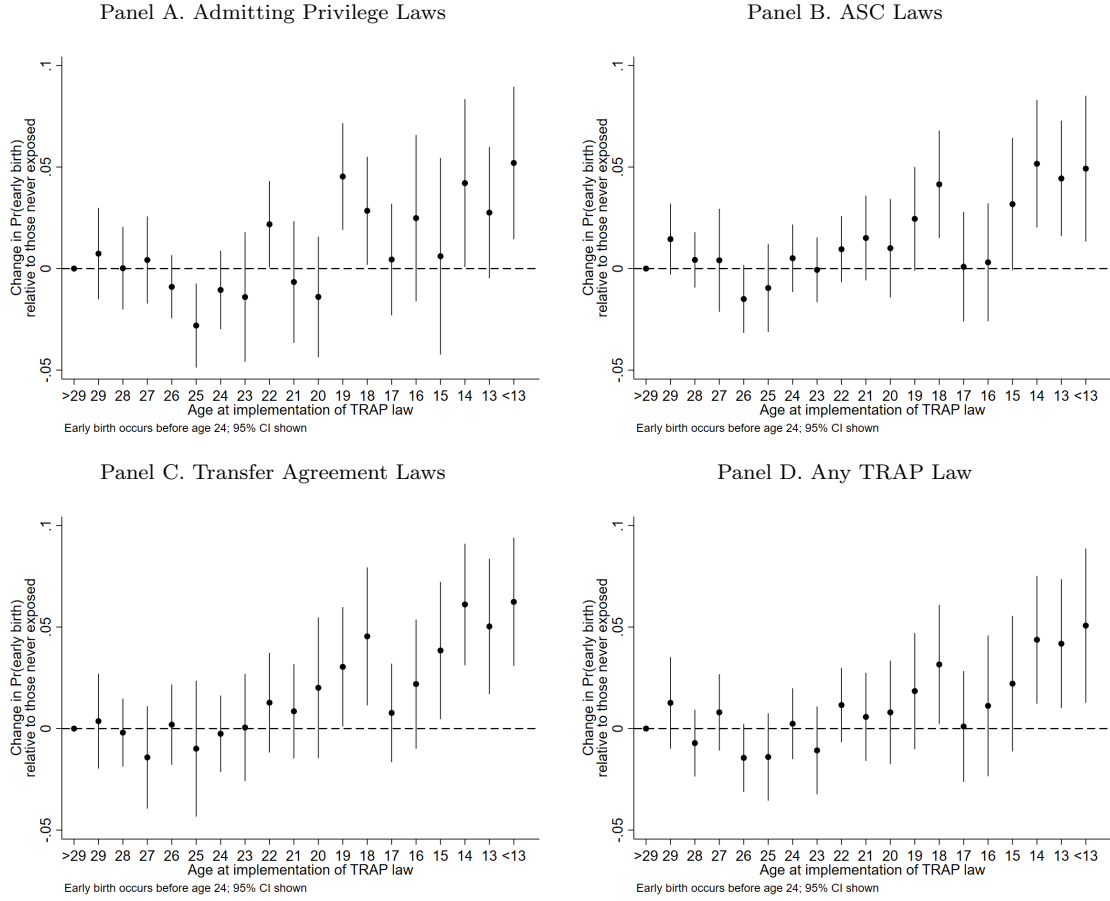 Panel A. Admitting Privilege Laws
Change in Pr(early birth)
relative to those never exposed
.1
.05
0
-.05
>29 29 28 27 26 25 24 23 22 21 20 19 18 17 16 15 14 13 <13
Age at implementation of TRAP law
Early birth occurs before age 24; 95% CI shown
Panel B. ASC Laws
Change in Pr(early birth)
relative to those never exposed
.1
.05
0
-.05
>29 29 28 27 26 25 24 23 22 21 20 19 18 17 16 15 14 13 <13
Age at implementation of TRAP law
Early birth occurs before age 24; 95% CI shown
Panel C. Transfer Agreement Laws
Change in Pr(early birth)
relative to those never exposed
.1
.05
0
-.05
>29 29 28 27 26 25 24 23 22 21 20 19 18 17 16 15 14 13 <13
Age at implementation of TRAP law
Early birth occurs before age 24; 95% CI shown
Panel D. Any TRAP Law
Change in Pr(early birth)
relative to those never exposed
.1
.05
0
-.05
>29 29 28 27 26 25 24 23 22 21 20 19 18 17 16 15 14 13 <13
Age at implementation of TRAP law
Early birth occurs before age 24; 95% CI shown